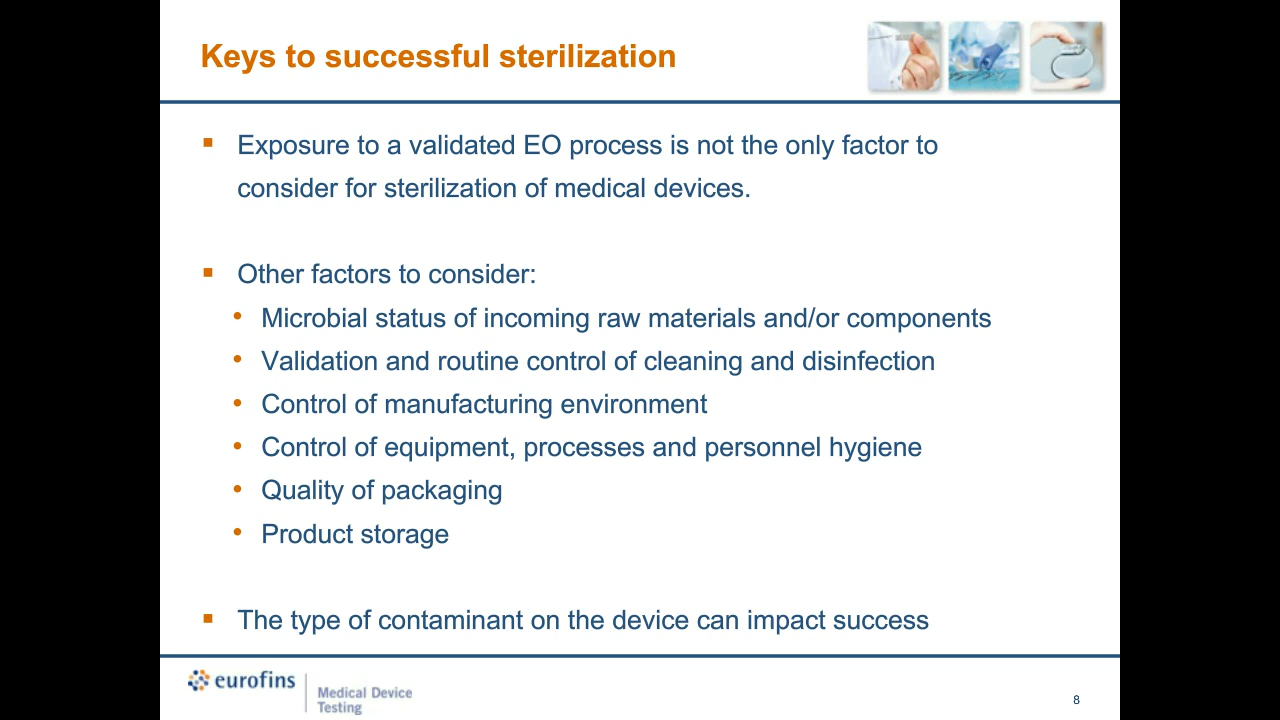 Keys to successful sterilization
▪ Exposure to a validated EO process is not the only factor to
consider for sterilization of medical devices.
▪ Other factors to consider:
• Microbial status of incoming raw materials and/or components
• Validation and routine control of cleaning and disinfection
• Control of manufacturing environment
• Control of equipment, processes and personnel hygiene
• Quality of packaging
• Product storage
▪ The type of contaminant on the device can impact success
eurofins
Medical Device
Testing
8